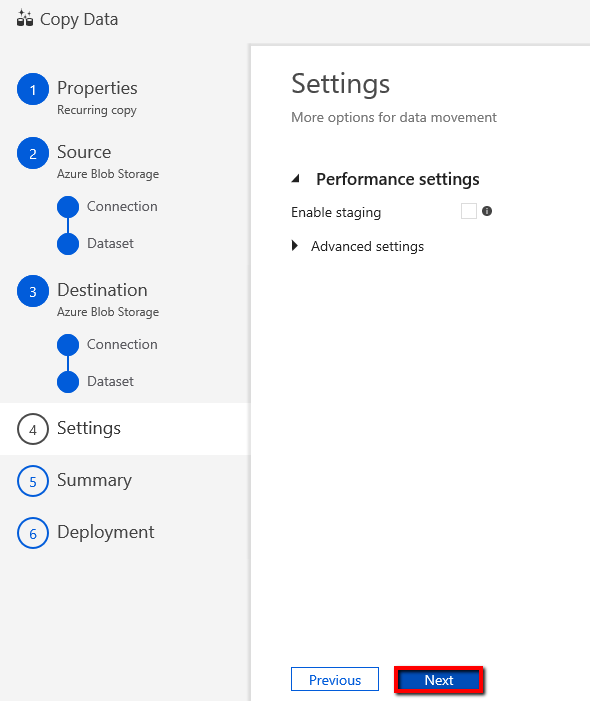 Copy Data
1 Properties
Recurring copy
2 Source
Azure Blob Storage
Connection
Dataset
3 Destination
Azure Blob Storage
Connection
Dataset
4 Settings
5 Summary
6 Deployment
Settings
More options for data movement
Performance settings
Enable staging
Advanced settings
Previous Next